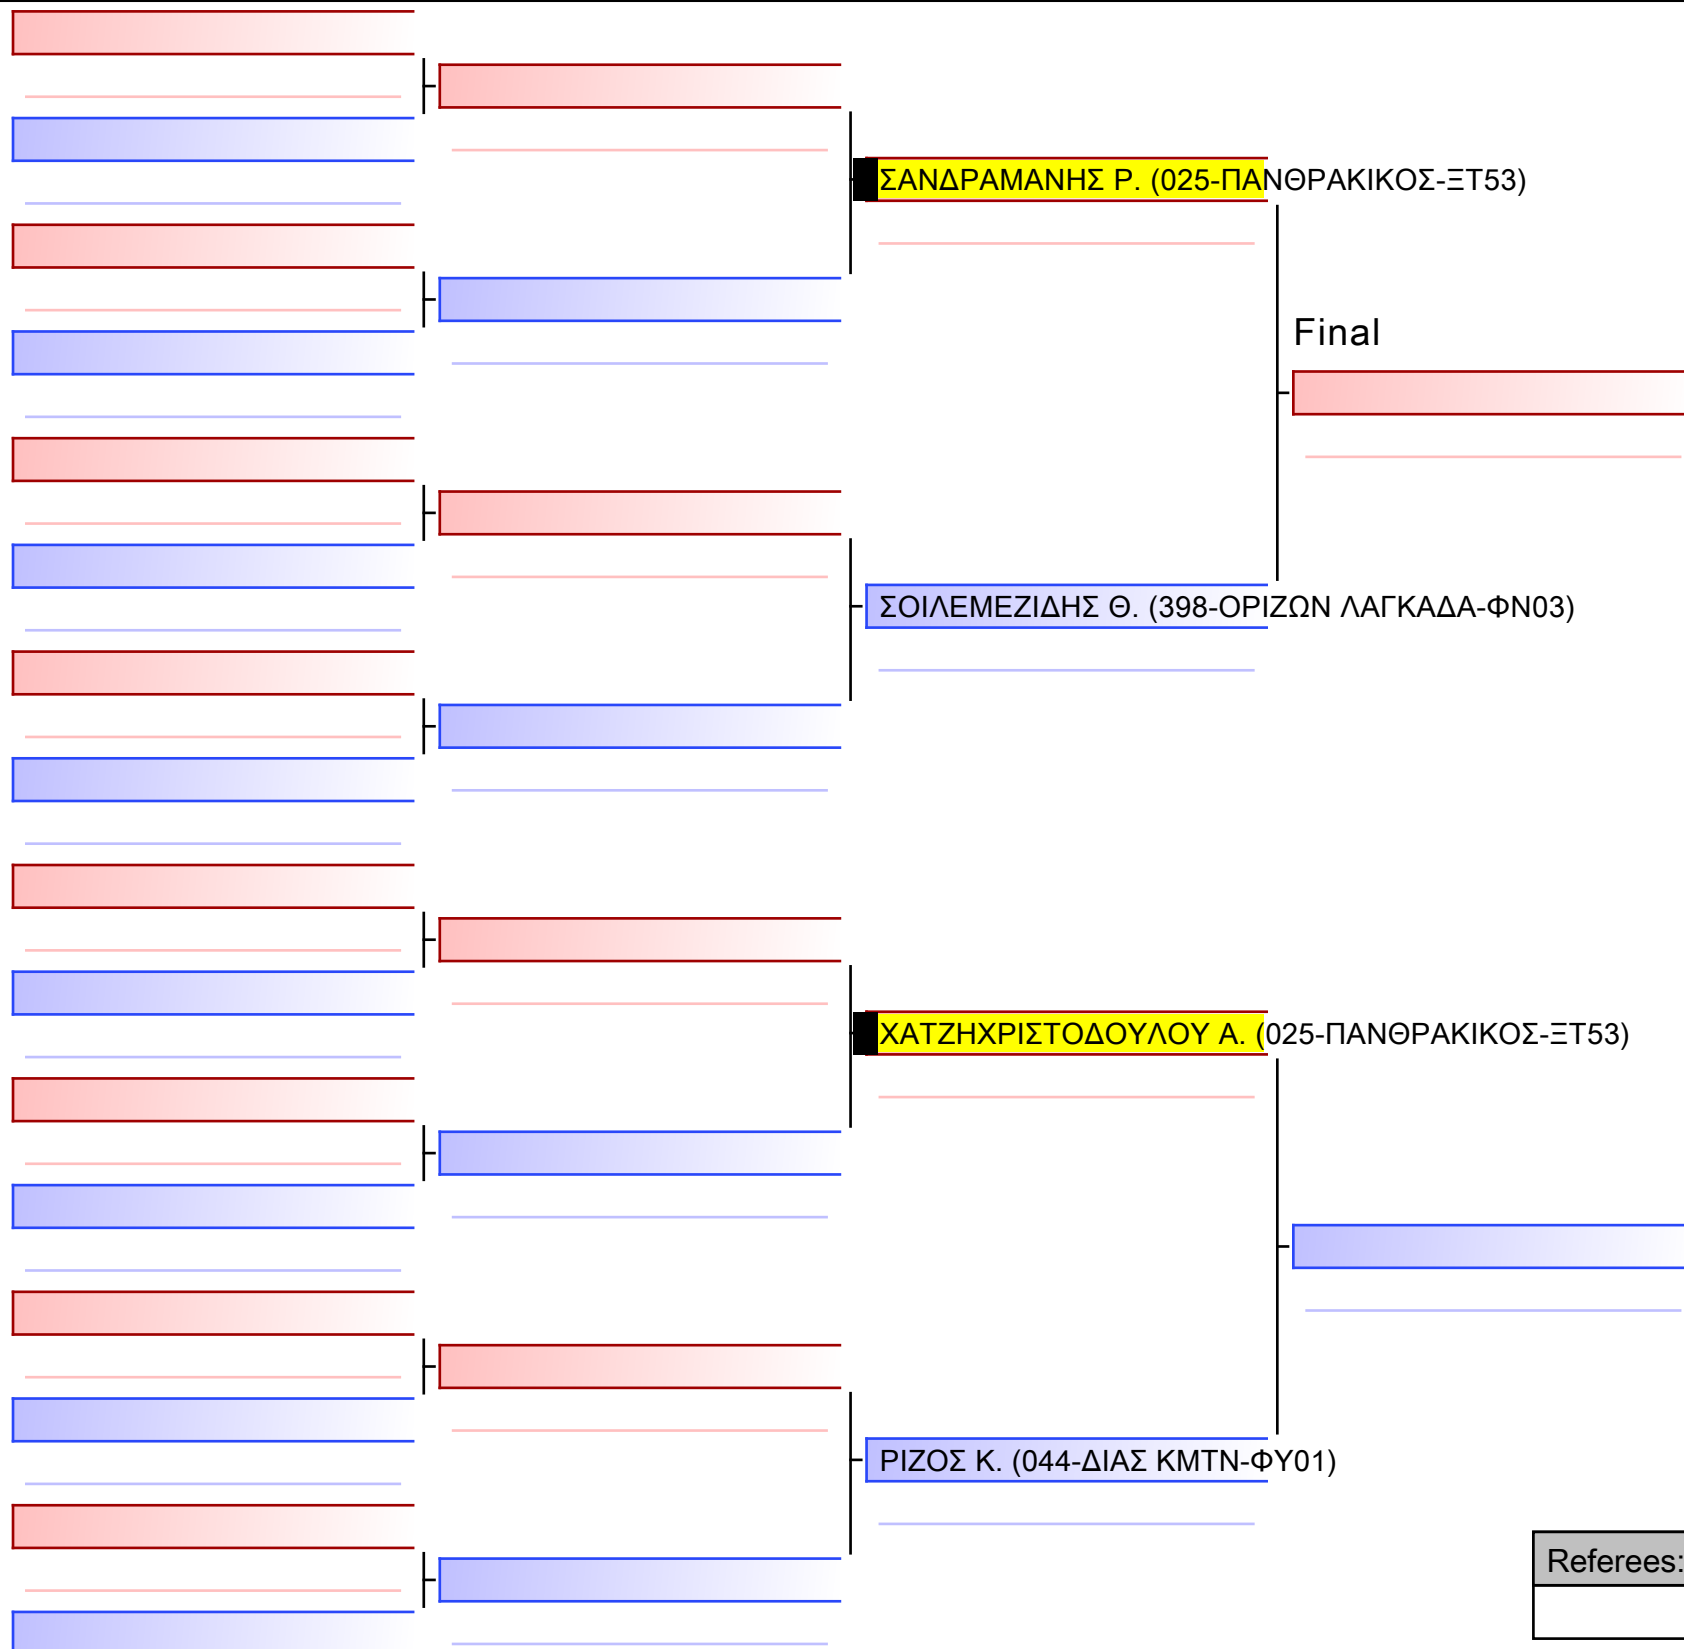 ΣΑΝΔΡΑΜΑΝΗΣ Ρ. (025-ΠΑΝΘΡΑΚΙΚΟΣ-ΞΤ53)
Final
ΣΟΙΛΕΜΕΖΙΔΗΣ Θ. (398-ΟΡΙΖΩΝ ΛΑΓΚΑΔΑ-ΦΝ03)
ΧΑΤΖΗΧΡΙΣΤΟΔΟΥΛΟΥ Α. (025-ΠΑΝΘΡΑΚΙΚΟΣ-ΞΤ53)
ΡΙΖΟΣ Κ. (044-ΔΙΑΣ ΚΜΤΝ-ΦΥ01)
Referees: